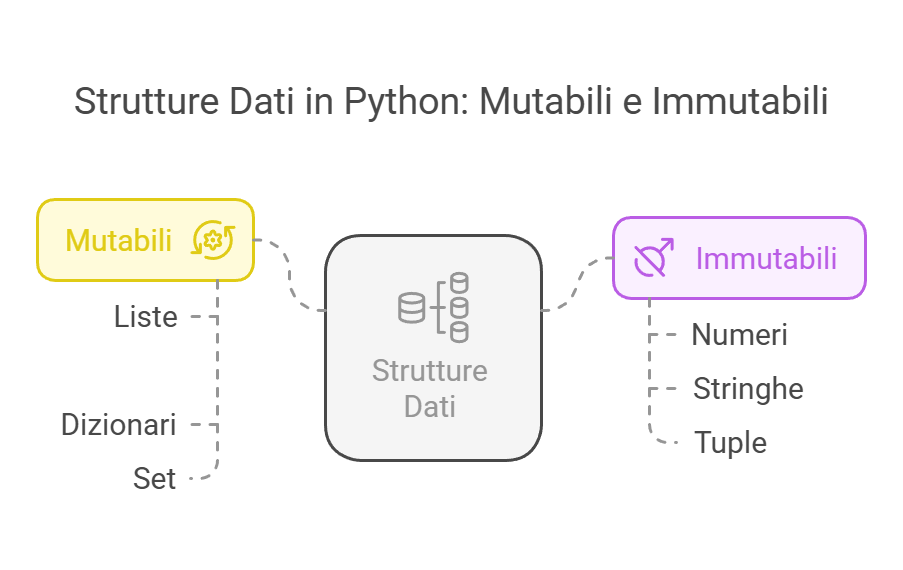 Strutture Dati in Python: Mutabili e Immutabili
Mutabili
Liste
Dizionari
Set
Strutture
Dati
Immutabili
Numeri
Stringhe
Tuple